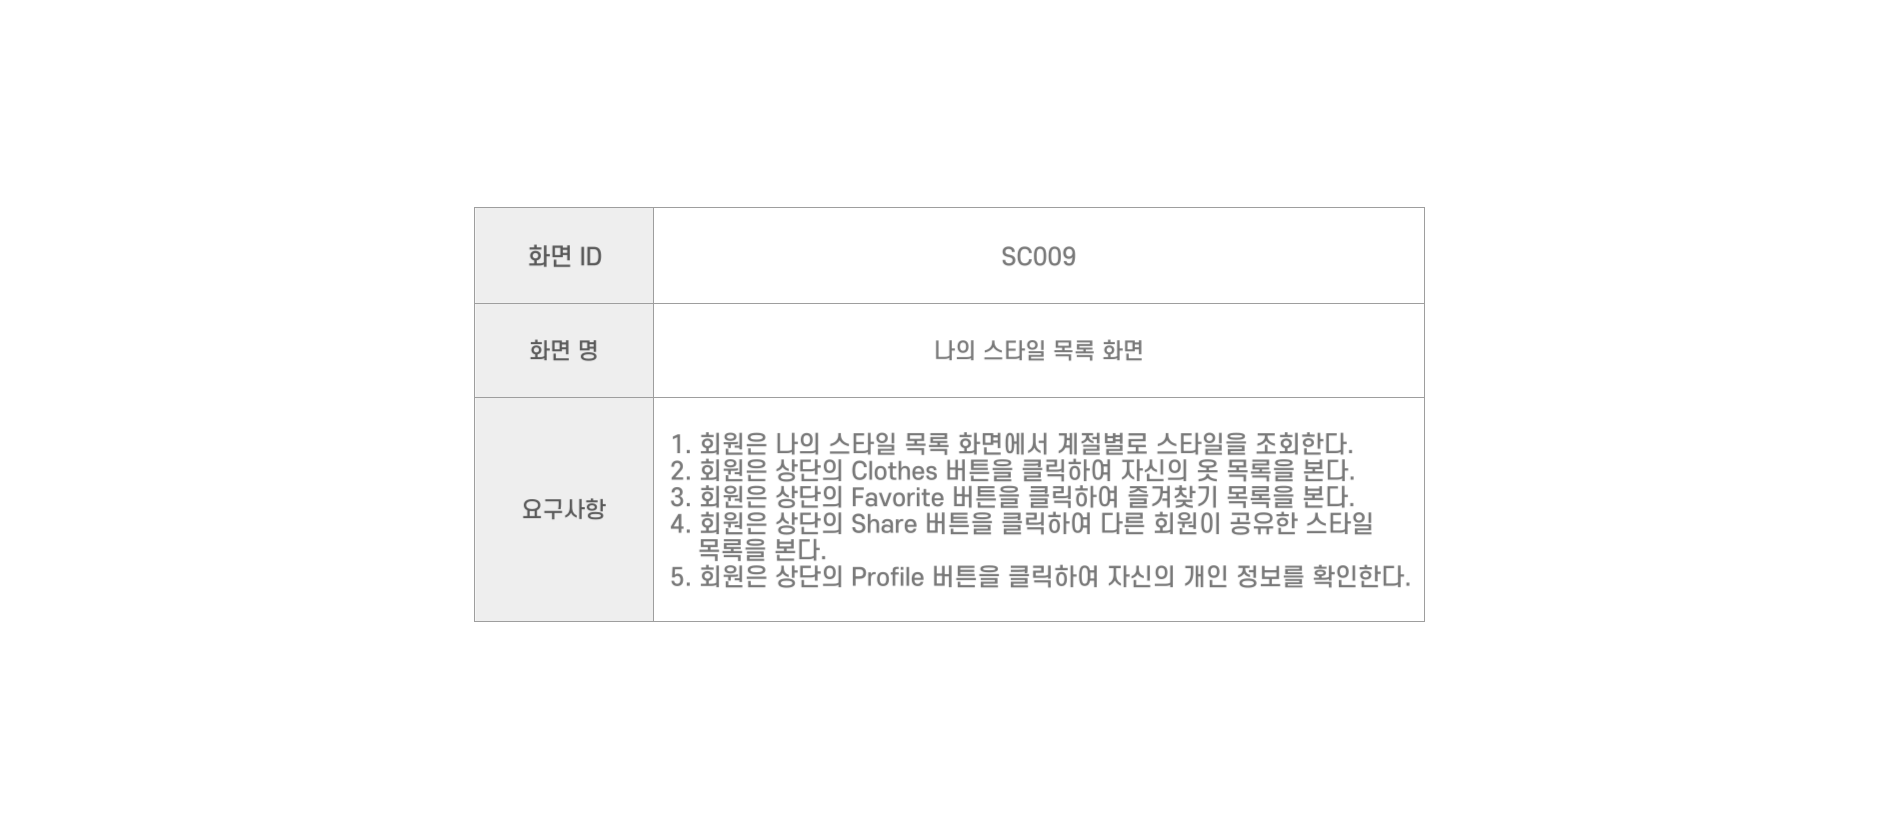 화면 ID
SC009
화면 명
나의 스타일 목록 화면
요구사항
1. 회원은 나의 스타일 목록 화면에서 계절별로 스타일을 조회한다.
2. 회원은 상단의 Clothes 버튼을 클릭하여 자신의 옷 목록을 본다.
3. 회원은 상단의 Favorite 버튼을 클릭하여 즐겨찾기 목록을 본다.
4. 회원은 상단의 Share 버튼을 클릭하여 다른 회원이 공유한 스타일
목록을 본다.
5. 회원은 상단의 Profile 버튼을 클릭하여 자신의 개인 정보를 확인한다.